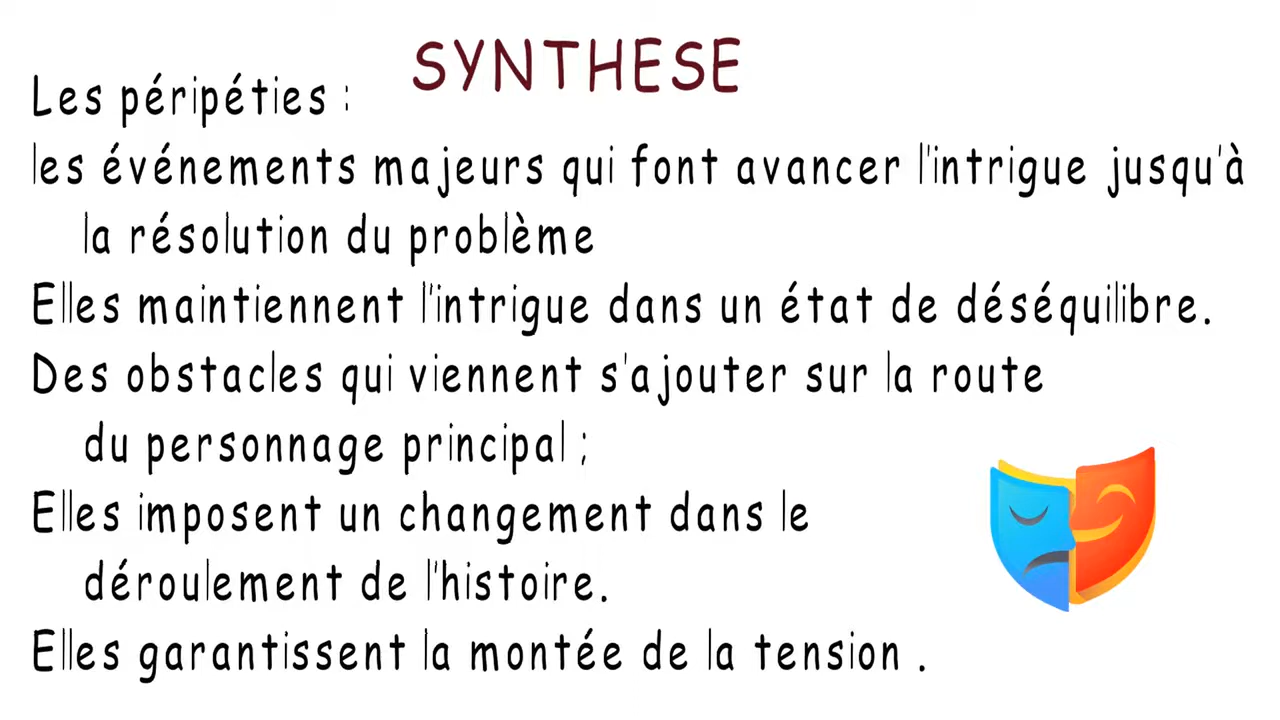 SYNTHESE
Les péripéties :
les événements majeurs qui font avancer l'intrigue jusqu'à
la résolution du problème
Elles maintiennent l'intrigue dans un état de déséquilibre.
Des obstacles qui viennent s'ajouter sur la route
du personnage principal ;
Elles imposent un changement dans le
déroulement de l'histoire.
Elles garantissent la montée de la tension .